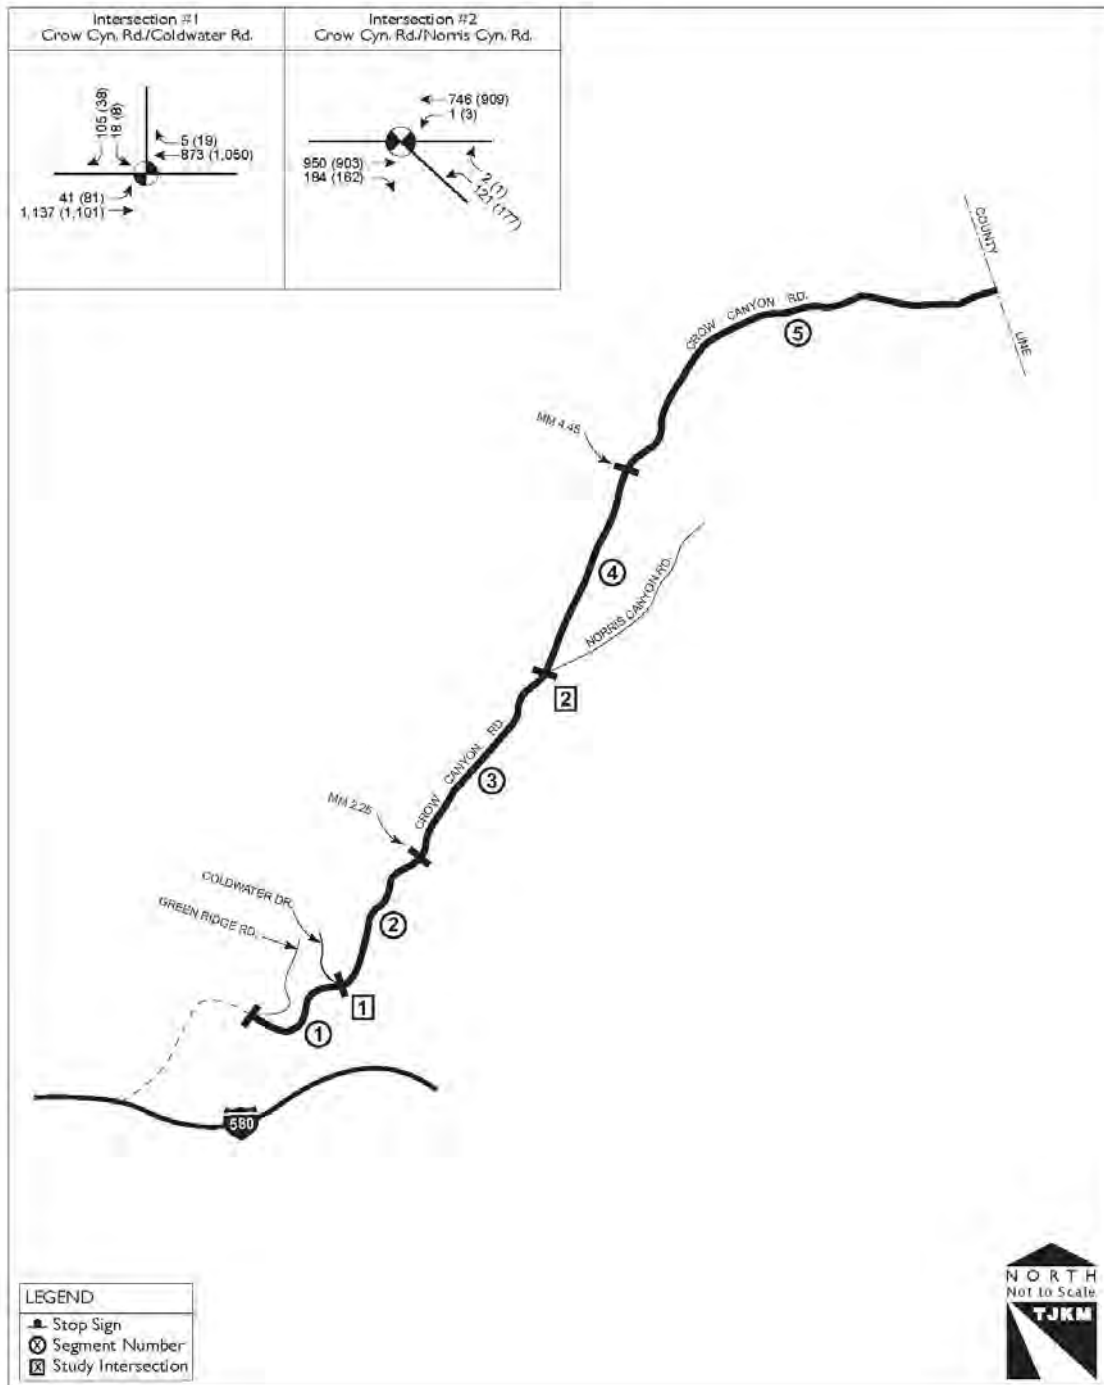 Intersection #1
Crow Cyn. Rd./Coldwater Rd.
Intersection #2
Crow Cyn. Rd./Norris Cyn. Rd.
105 (38)
18 (8)
5 (19)
873 (1,050)
41 (81)
1,137 (1,101)
746 (909)
1 (3)
950 (903)
184 (162)
2 (1)
121 (177)
COUNTY
LINE
CROW CANYON RD.
5
MM 4.45
4
NORRIS CANYON RD.
2
CROW CANYON RD.
3
MM 2.25
COLDWATER DR.
GREEN RIDGE RD.
2
1
1
580
LEGEND
Stop Sign
X Segment Number
X Study Intersection
NORTH
Not to Scale
TJKM